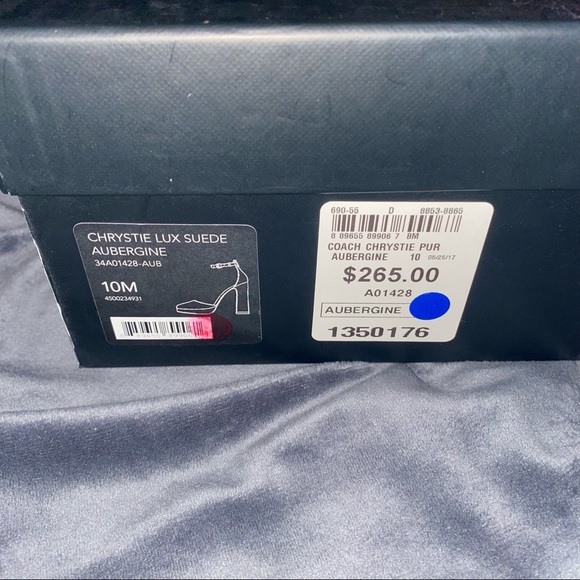 CHRYSTIE LUX SUEDE
AUBERGINE
34A01428-AUB
10M
4500234931
690-55 D 8853-8865
8 89655 89906 7 8M
COACH CHRYSTIE PUR
AUBERGINE 10 05/25/17
$265.00
A01428
AUBERGINE
1350176